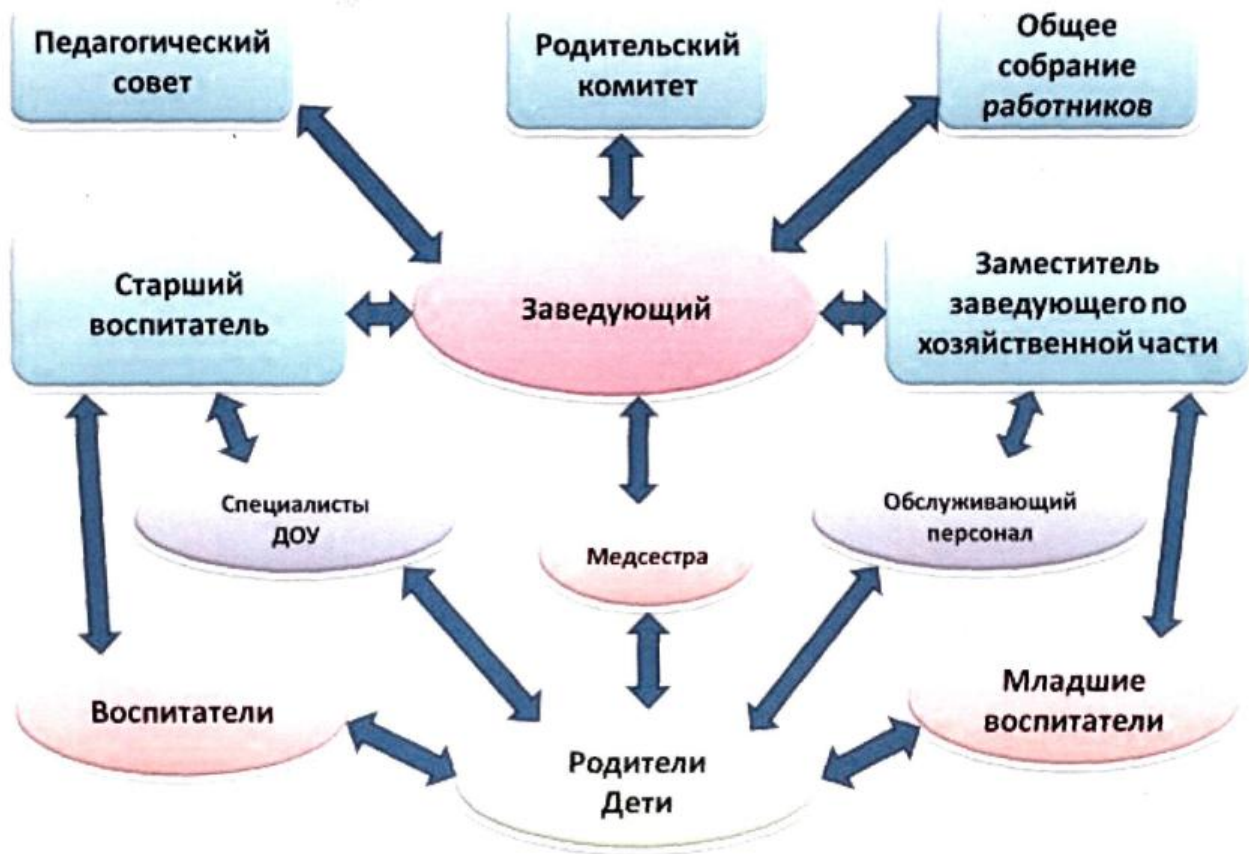 Педагогический
совет
Родительский
комитет
Общее
собрание
работников
Старший
воспитатель
Заведующий
Заместитель
заведующего по
хозяйственной части
Специалисты
ДОУ
Медсестра
Обслуживающий
персонал
Воспитатели
Родители
Дети
Младшие
воспитатели